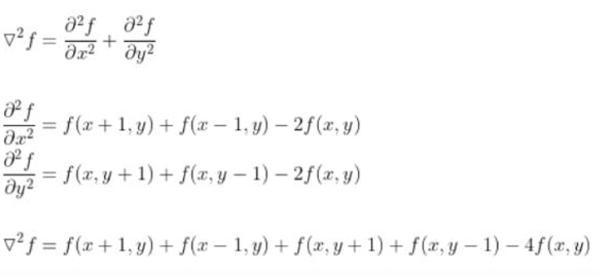 ∇²f = ∂²f/∂x² + ∂²f/∂y²
∂²f/∂x² = f(x + 1, y) + f(x − 1, y) − 2f(x, y)
∂²f/∂y² = f(x, y + 1) + f(x, y − 1) − 2f(x, y)
∇²f = f(x + 1, y) + f(x − 1, y) + f(x, y + 1) + f(x, y − 1) − 4f(x, y)